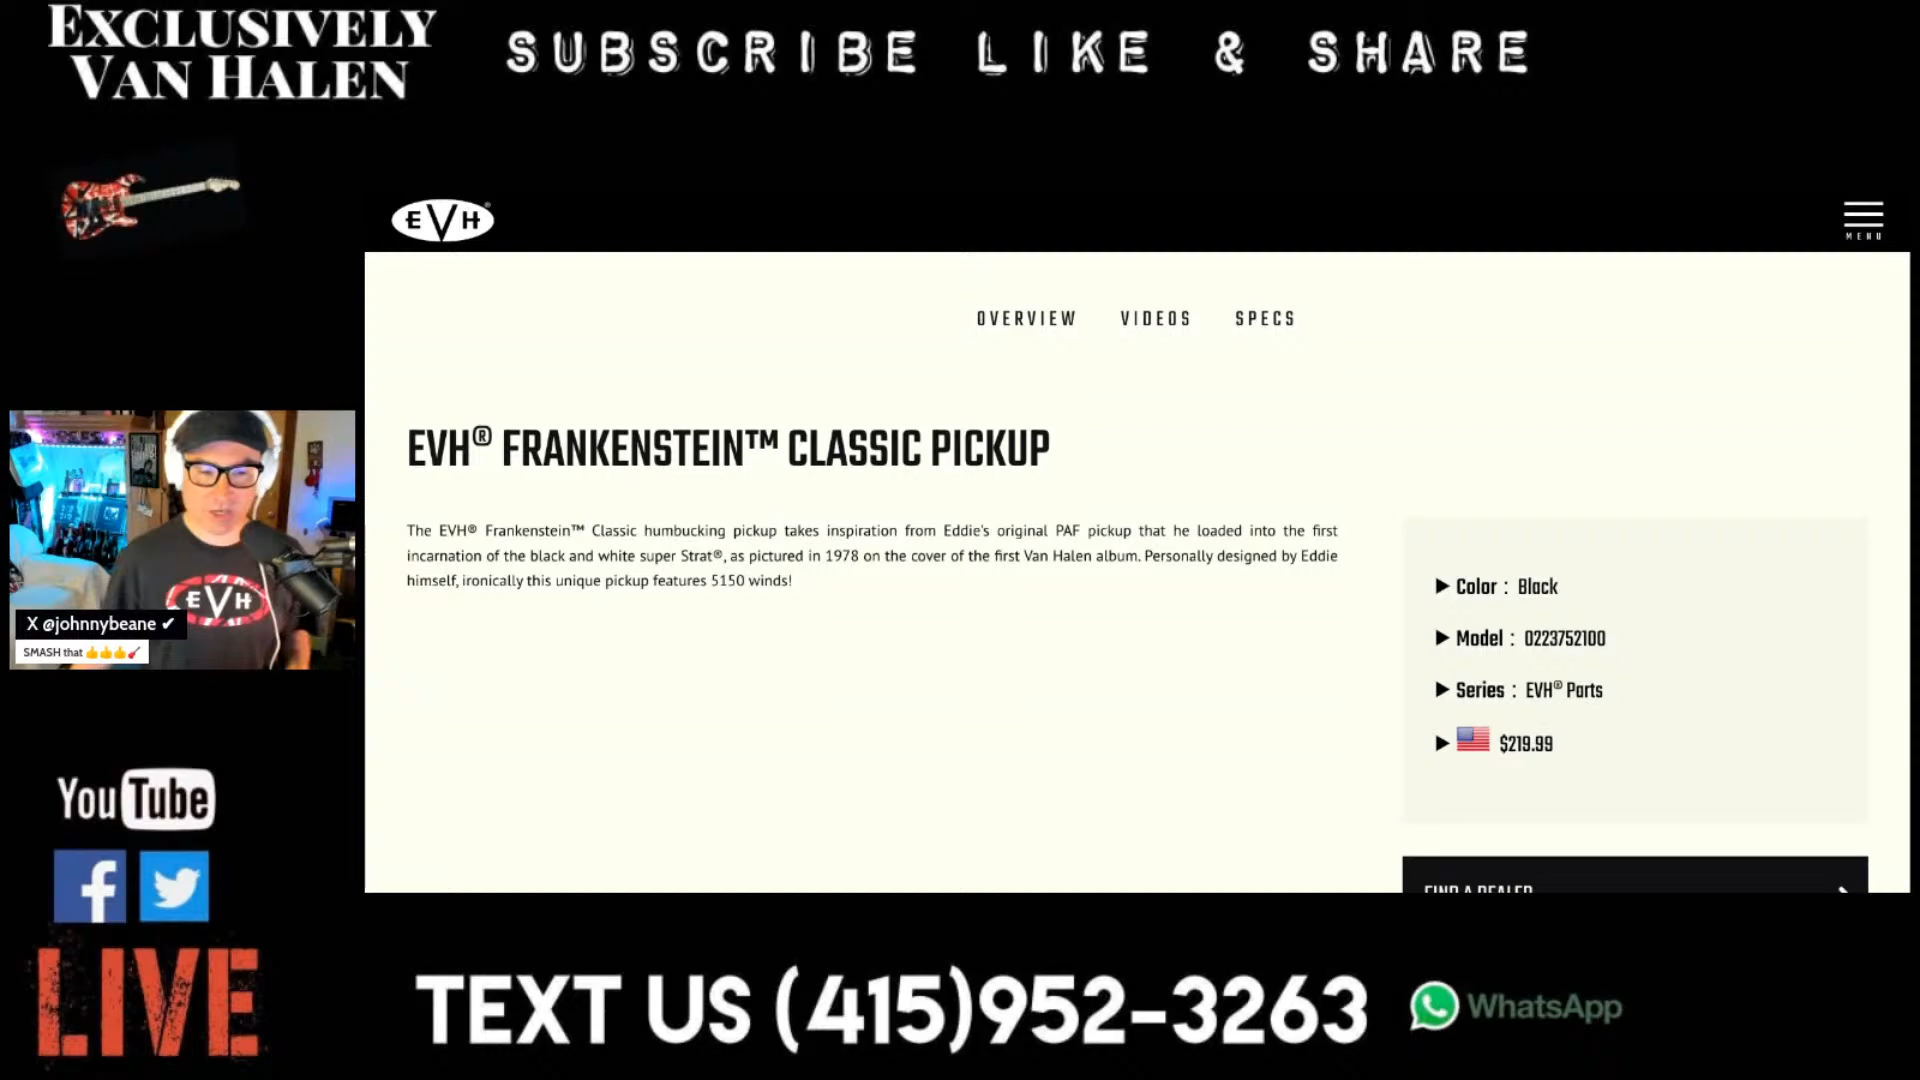 EXCLUSIVELY
VAN HALEN
SUBSCRIBE LIKE & SHARE
EVH®
MENU
OVERVIEW VIDEOS SPECS
EVH® FRANKENSTEIN™ CLASSIC PICKUP
The EVH® Frankenstein™ Classic humbucking pickup takes inspiration from Eddie's original PAF pickup that he loaded into the first
incarnation of the black and white super Strat®, as pictured in 1978 on the cover of the first Van Halen album. Personally designed by Eddie
himself, ironically this unique pickup features 5150 winds!
▶ Color : Black
▶ Model : 0223752100
▶ Series : EVH® Parts
▶ $219.99
FIND A DEALER
EVH
X @johnnybeane ✔
SMASH that 👍👍👍🎸
YouTube
LIVE
TEXT US (415)952-3263
WhatsApp